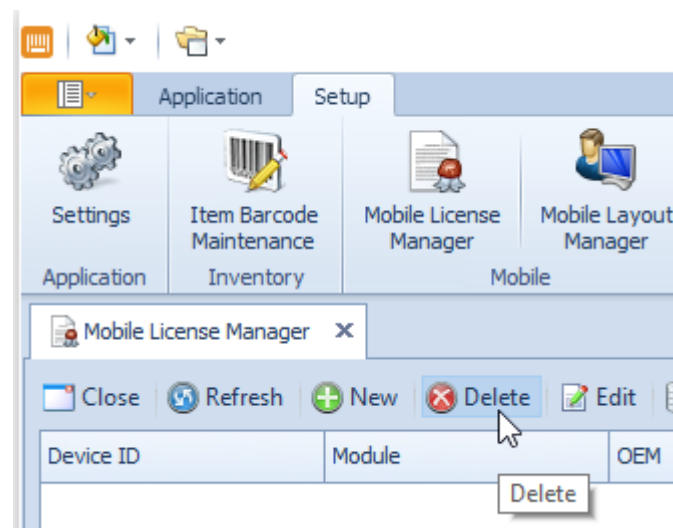 Application Setup
Settings
Item Barcode
Maintenance
Mobile License
Manager
Mobile Layout
Manager
Application Inventory Mobile
Mobile License Manager
Close Refresh New Delete Edit
Device ID Module OEM
Delete